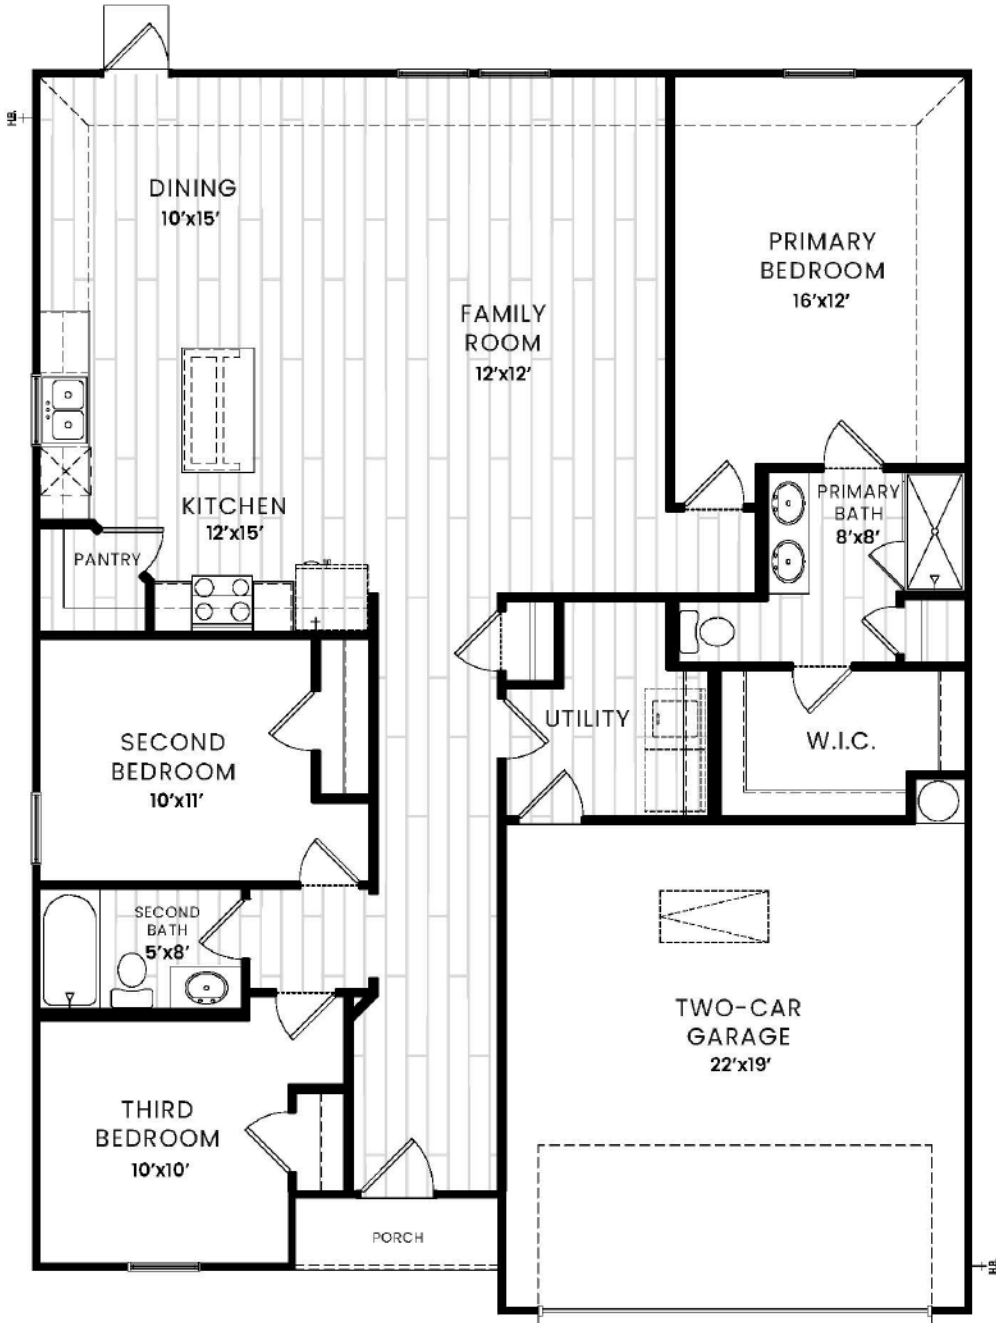 H.B.
DINING
10'x15'
PRIMARY
BEDROOM
16'x12'
FAMILY
ROOM
12'x12'
KITCHEN
12'x15'
PRIMARY
BATH
8'x8'
PANTRY
UTILITY
W.I.C.
SECOND
BEDROOM
10'x11'
SECOND
BATH
5'x8'
TWO-CAR
GARAGE
22'x19'
THIRD
BEDROOM
10'x10'
PORCH
H.B.